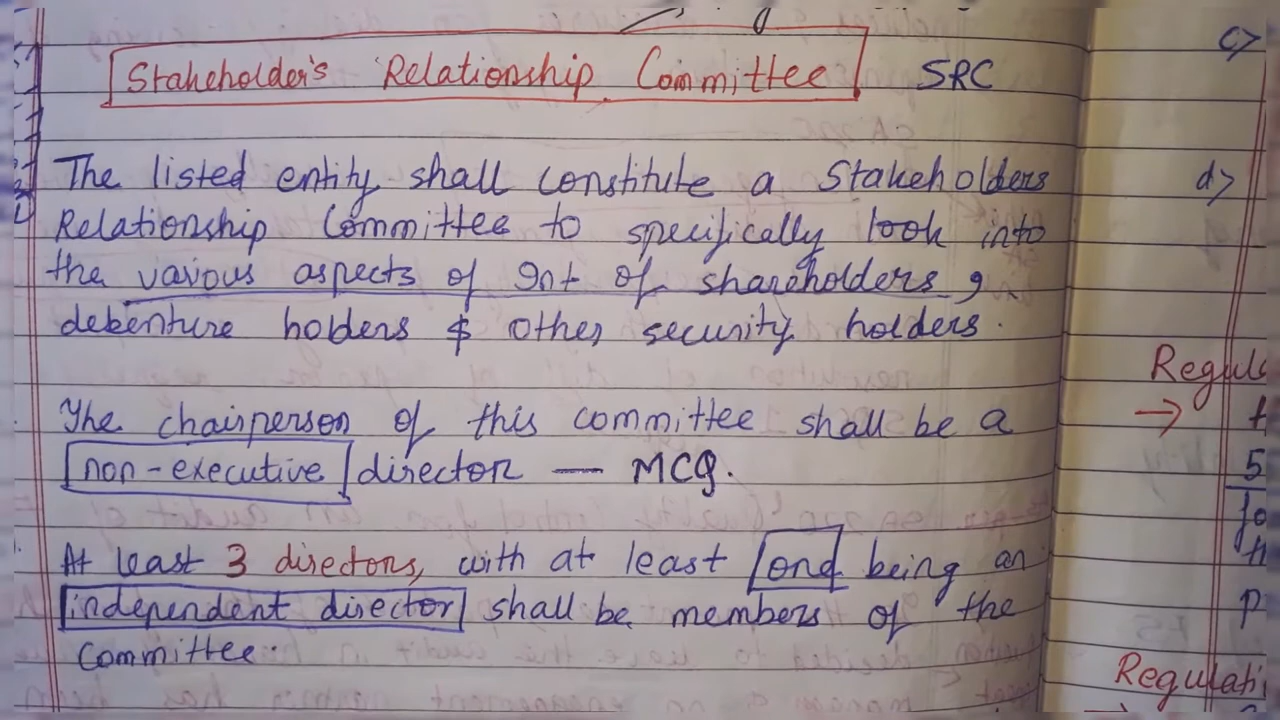 Stakeholder's Relationship Committee SRC
The listed entity shall constitute a Stakeholders
Relationship Committee to specifically look into
the various aspects of Int of shareholders,
debenture holders & other security holders.
The chairperson of this committee shall be a
non-executive director — MCQ.
At least 3 directors, with at least one being an
independent director shall be members of the
Committee.
c>
d>
Regul
→ t
5
fo
h
p
Regulati